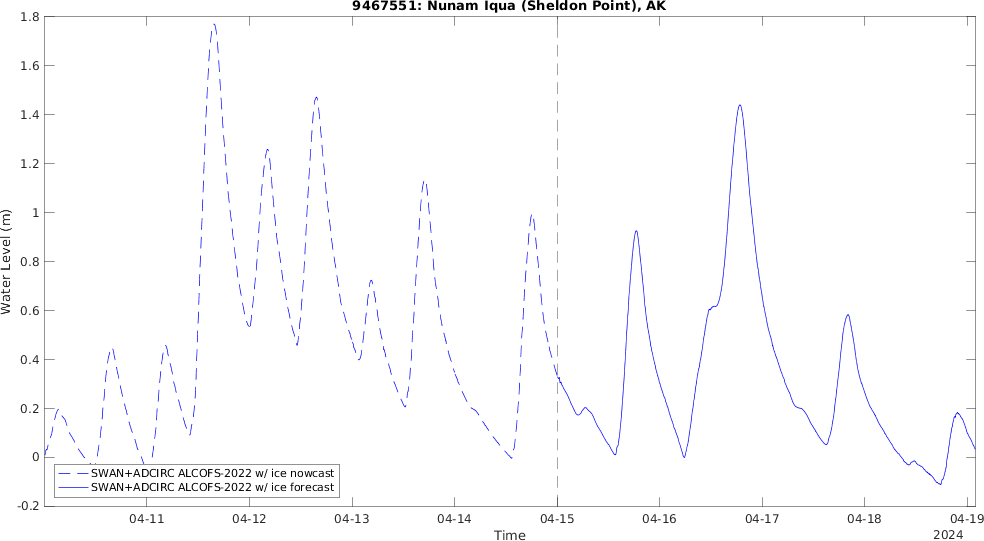 9467551: Nunam Iqua (Sheldon Point), AK
Water Level (m)
1.8
1.6
1.4
1.2
1
0.8
0.6
0.4
0.2
0
-0.2
SWAN+ADCIRC ALCOFS-2022 w/ ice nowcast
SWAN+ADCIRC ALCOFS-2022 w/ ice forecast
04-11 04-12 04-13 04-14 04-15 04-16 04-17 04-18 04-19
Time
2024